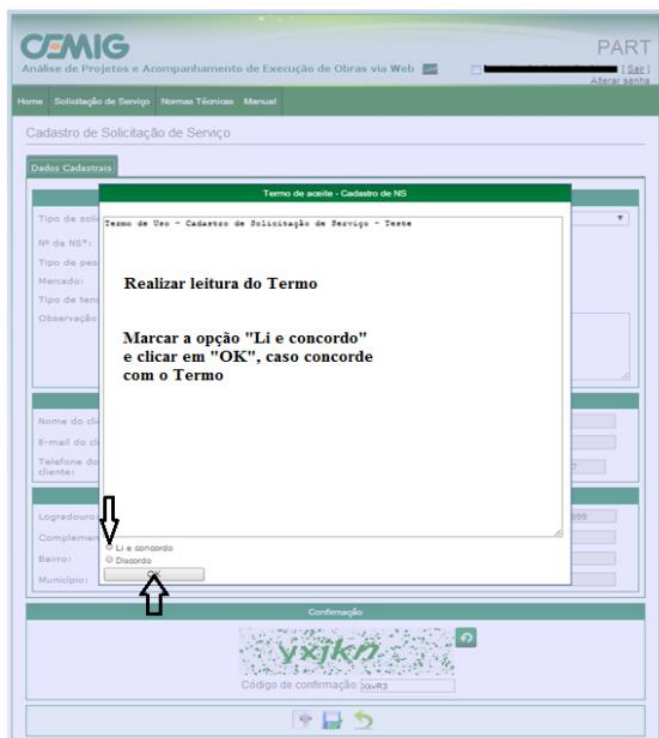 CEMIG
PART
Análise de Projetos e Acompanhamento de Execução de Obras via Web
[ Sair ]
Alterar senha
Home Solicitação de Serviço Normas Técnicas Manual
Cadastro de Solicitação de Serviço
Dados Cadastrais
Termo de aceite - Cadastro de NS
Termo de Uso - Cadastro de Solicitação de Serviço - Teste
Tipo de soli
Nº da NS*:
Tipo de pes
Mercado:
Tipo de tens
Observação
Realizar leitura do Termo
Marcar a opção "Li e concordo"
e clicar em "OK", caso concorde
com o Termo
Nome do cli
E-mail do cli
Telefone do
cliente:
Logradouro:
Complemen
Bairro:
Município:
Li e concordo
Discordo
OK
Confirmação
yxjkn
Código de confirmação: